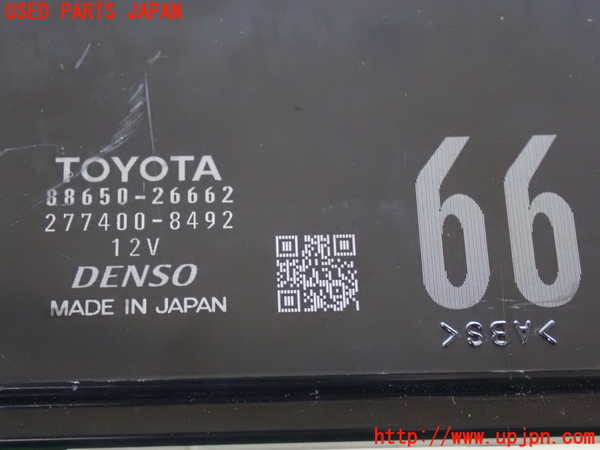 USED PARTS JAPAN
TOYOTA
88650-26662
277400-8492
12V
DENSO
MADE IN JAPAN
66
>ABS<
http://www.upjpn.com